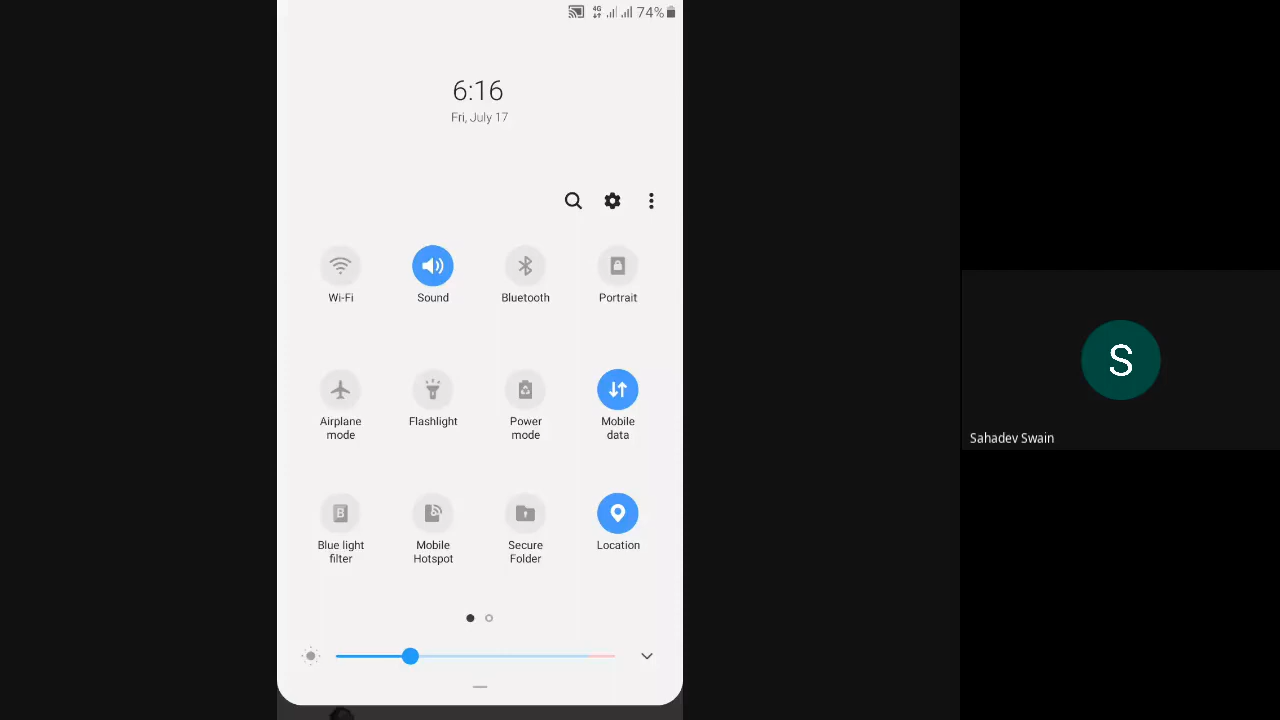 4G 74%
6:16
Fri, July 17
Wi-Fi Sound Bluetooth Portrait
Airplane mode
Flashlight
Power mode
Mobile data
Blue light filter
Mobile Hotspot
Secure Folder
Location
S
Sahadev Swain